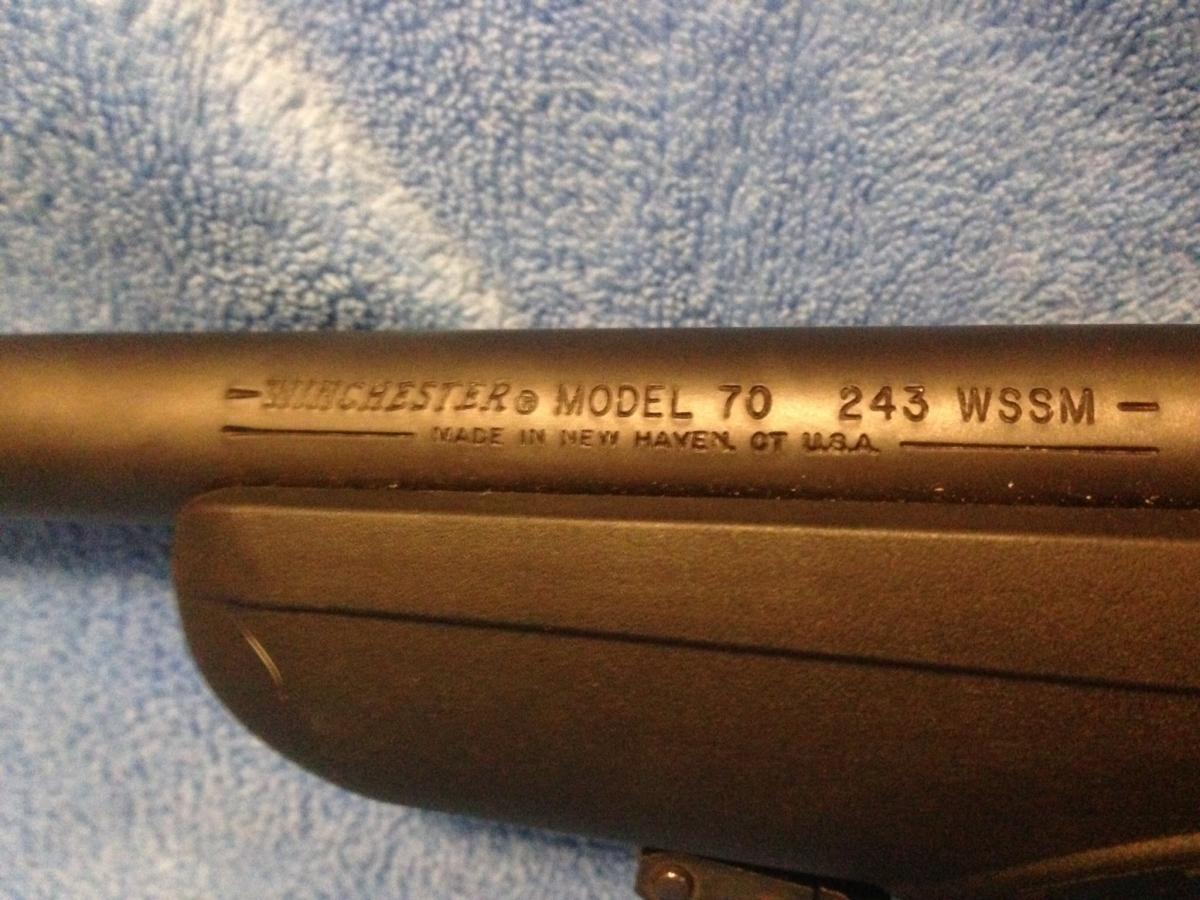 WINCHESTER® MODEL 70 243 WSSM
MADE IN NEW HAVEN, CT U.S.A.